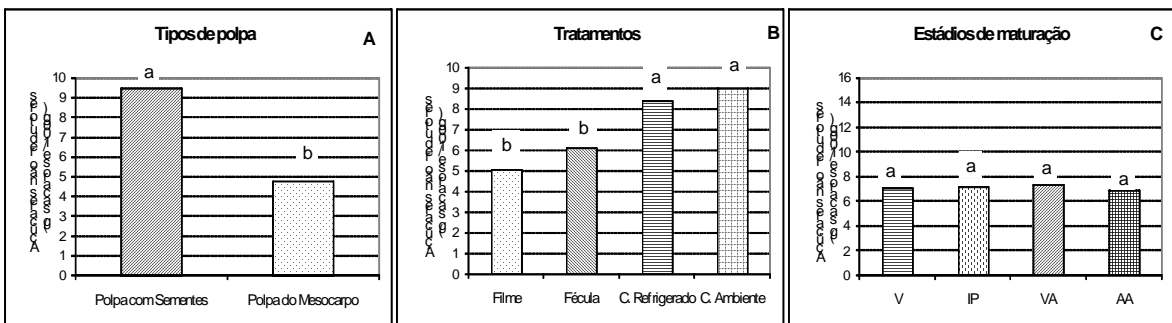 Tipos de polpa
A
10
9
8
7
6
5
4
3
2
1
0
a
b
Polpa com Sementes
Polpa do Mesocarpo
Tratamentos
B
10
9
8
7
6
5
4
3
2
1
0
b
b
a
a
Filme
Fécula
C. Refrigerado
C. Ambiente
Estádios de maturação
C
16
14
12
10
8
6
4
2
0
a
a
a
a
V
IP
VA
AA